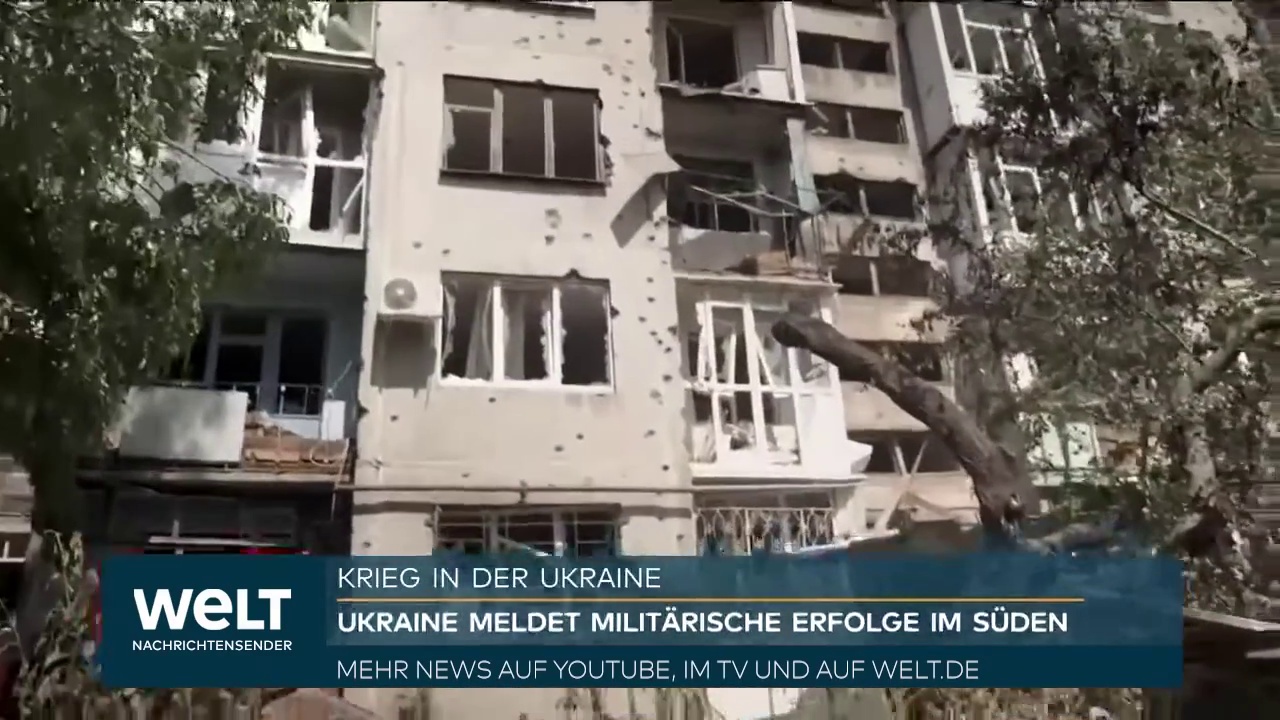 KRIEG IN DER UKRAINE
WELT
NACHRICHTENSENDER
UKRAINE MELDET MILITÄRISCHE ERFOLGE IM SÜDEN
MEHR NEWS AUF YOUTUBE, IM TV UND AUF WELT.DE